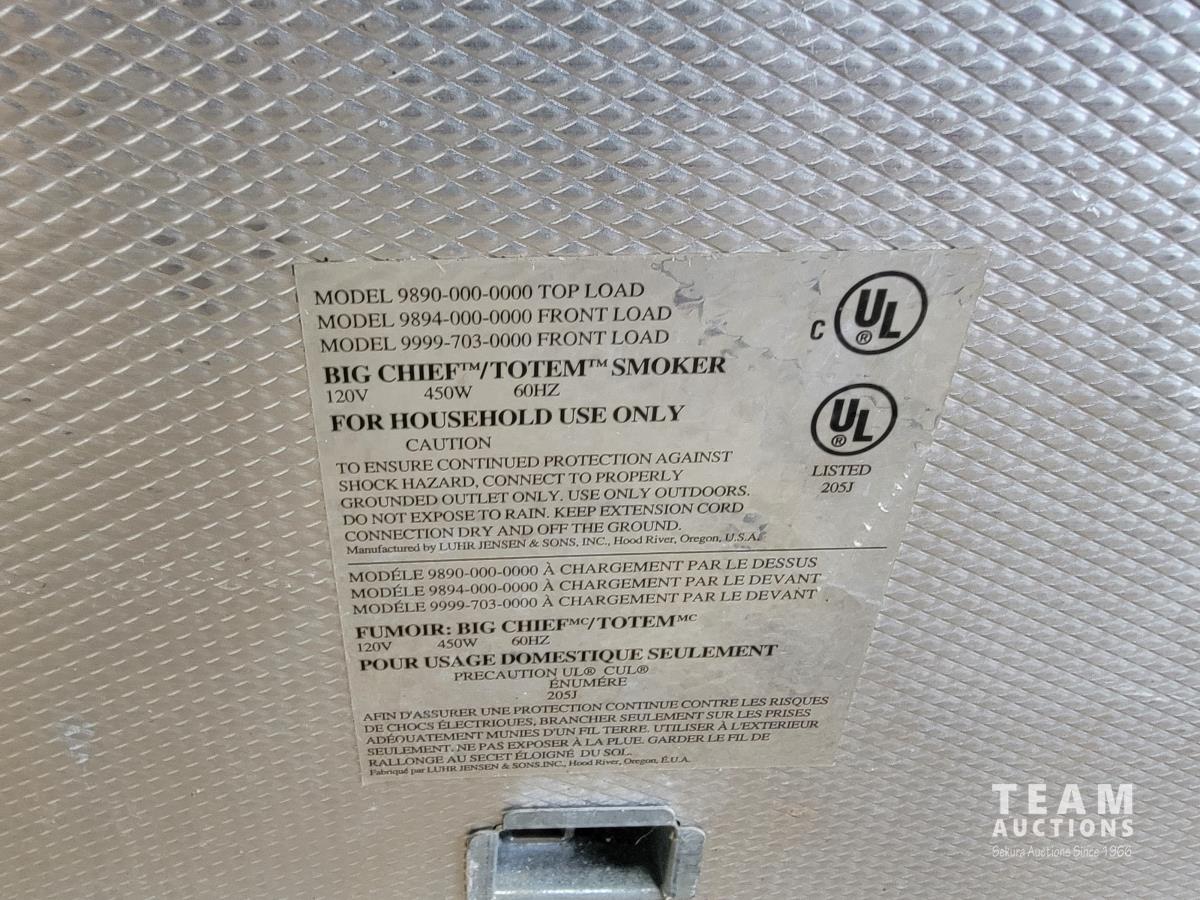 MODEL 9890-000-0000 TOP LOAD
MODEL 9894-000-0000 FRONT LOAD
MODEL 9999-703-0000 FRONT LOAD
BIG CHIEF™/TOTEM™ SMOKER
120V 450W 60HZ
FOR HOUSEHOLD USE ONLY
CAUTION
TO ENSURE CONTINUED PROTECTION AGAINST
SHOCK HAZARD, CONNECT TO PROPERLY
GROUNDED OUTLET ONLY. USE ONLY OUTDOORS.
DO NOT EXPOSE TO RAIN. KEEP EXTENSION CORD
CONNECTION DRY AND OFF THE GROUND.
Manufactured by LUHR JENSEN & SONS, INC., Hood River, Oregon, U.S.A.
C UL ®
UL ®
LISTED
205J
MODÉLE 9890-000-0000 À CHARGEMENT PAR LE DESSUS
MODÉLE 9894-000-0000 À CHARGEMENT PAR LE DEVANT
MODÉLE 9999-703-0000 À CHARGEMENT PAR LE DEVANT
FUMOIR: BIG CHIEFᴹᶜ/TOTEMᴹᶜ
120V 450W 60HZ
POUR USAGE DOMESTIQUE SEULEMENT
PRECAUTION UL® CUL®
ÉNUMÉRE
205J
AFIN D'ASSURER UNE PROTECTION CONTINUE CONTRE LES RISQUES
DE CHOCS ÉLECTRIOUES, BRANCHER SEULEMENT SUR LES PRISES
ADÉOUATEMENT MUNIES D'UN FIL TERRE. UTILISER À L'EXTERIEUR
SEULEMENT. NE PAS EXPOSER À LA PLUE. GARDER LE FIL DE
RALLONGE AU SECET ÉLOIGNÉ DU SOL.
Fabriqué par LUHR JENSEN & SONS.INC., Hood River, Oregon, É.U.A.
TEAM
AUCTIONS
Sekura Auctions Since 1966